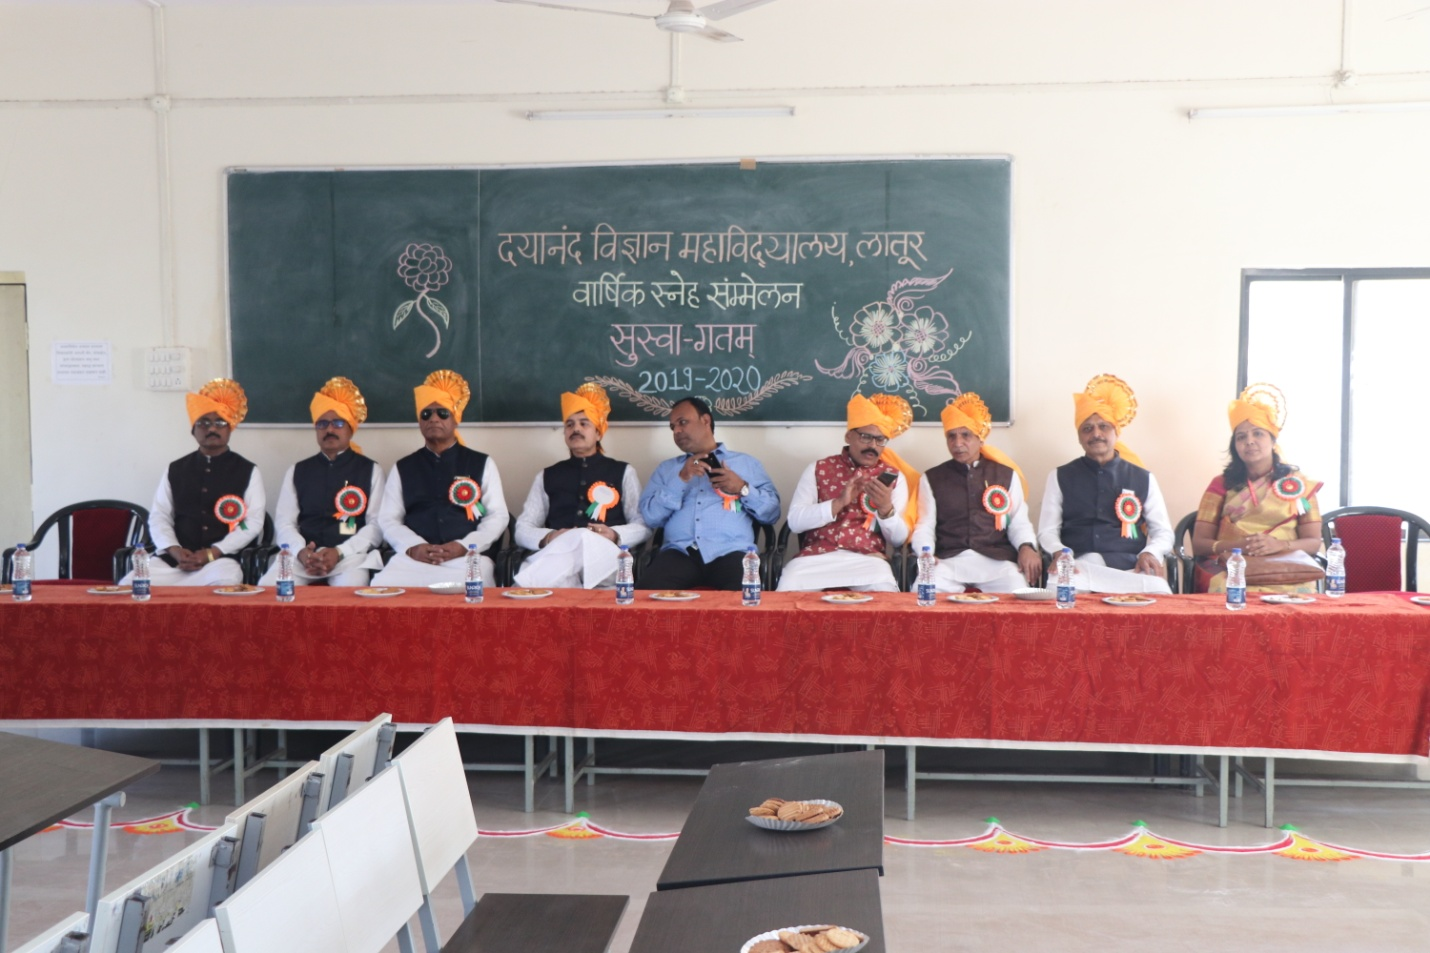 दयानंद विज्ञान महाविद्यालय, लातूर
वार्षिक स्नेह संम्मेलन
सुस्वा-गतम्
2019-2020